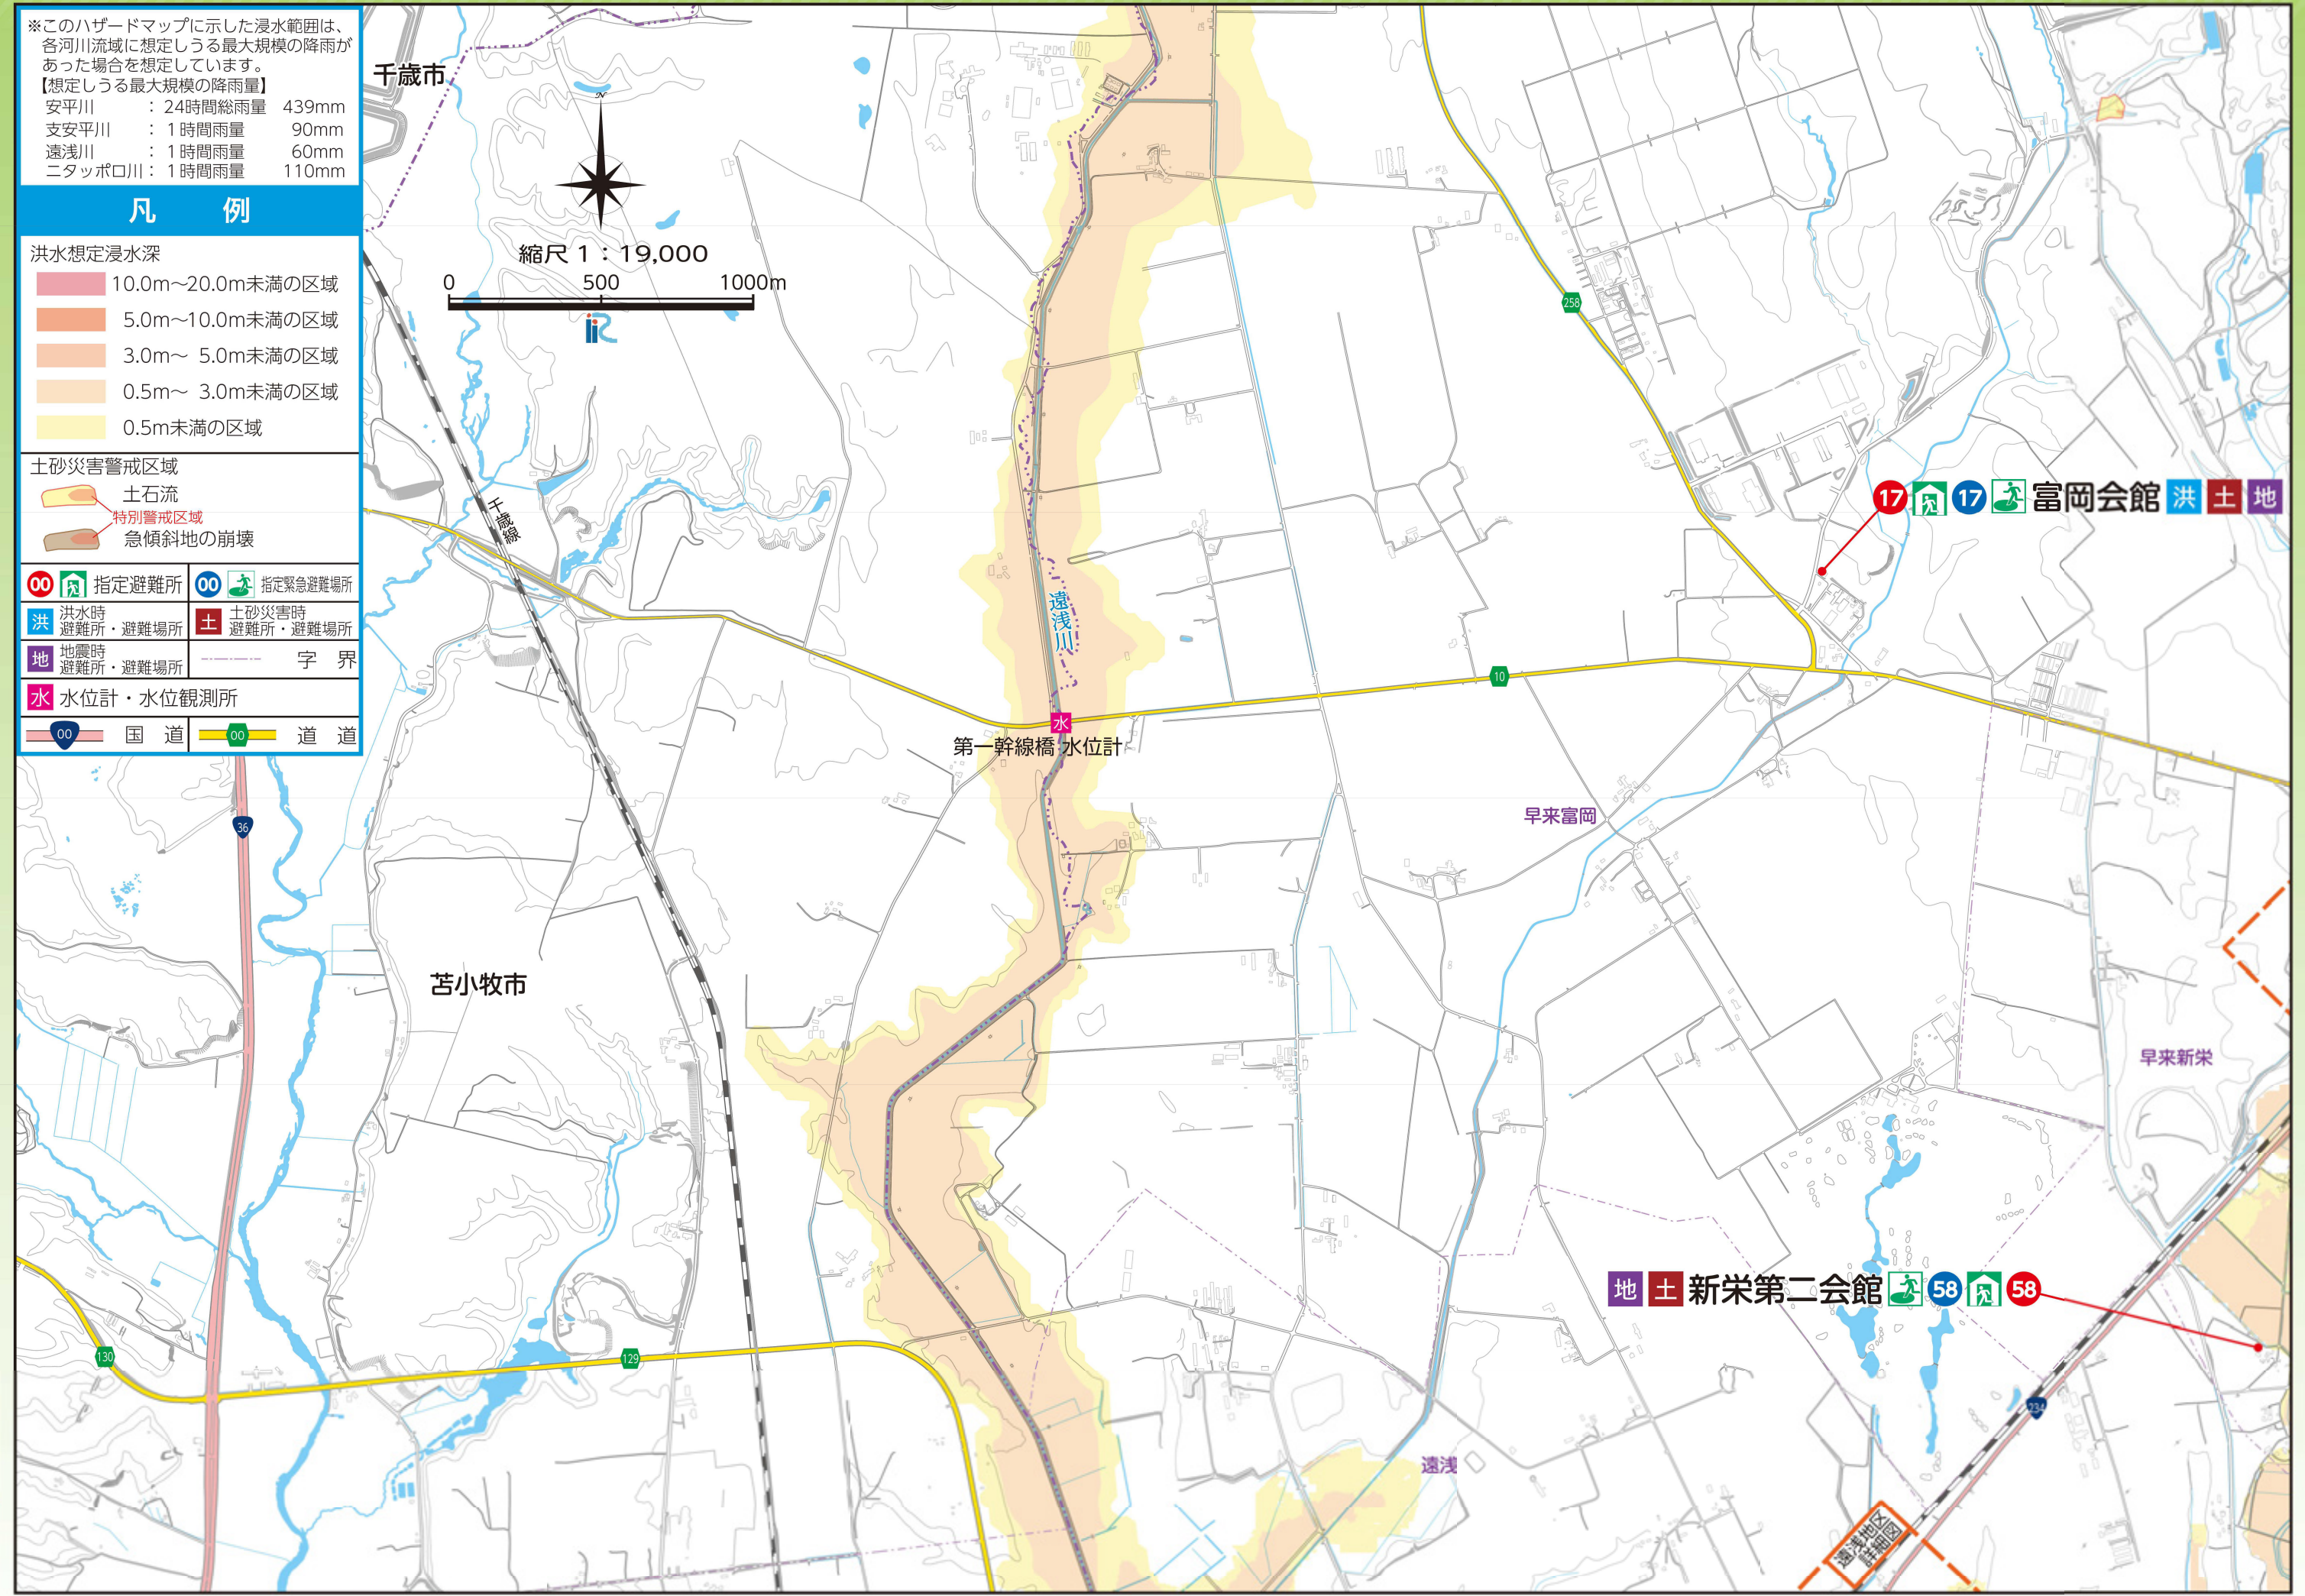 ※このハザードマップに示した浸水範囲は、
各河川流域に想定しうる最大規模の降雨が
あった場合を想定しています。
【想定しうる最大規模の降雨量】
安平川 : 24時間総雨量 439mm
支安平川 : 1時間雨量 90mm
遠浅川 : 1時間雨量 60mm
ニタッポロ川 : 1時間雨量 110mm
凡 例
洪水想定浸水深
10.0m~20.0m未満の区域
5.0m~10.0m未満の区域
3.0m~ 5.0m未満の区域
0.5m~ 3.0m未満の区域
0.5m未満の区域
土砂災害警戒区域
土石流
特別警戒区域
急傾斜地の崩壊
00 指定避難所 00 指定緊急避難場所
洪 洪水時
避難所・避難場所
土 土砂災害時
避難所・避難場所
地 地震時
避難所・避難場所
字 界
水 水位計・水位観測所
00 国 道 00 道 道
千歳市
N
縮尺 1:19,000
0 500 1000m
258
千歳線
17 17 富岡会館 洪 土 地
遠浅川
10
水
第一幹線橋 水位計
早来富岡
36
苫小牧市
早来新栄
地 土 新栄第二会館 58 58
130
129
234
遠浅
遠浅地区
詳細図